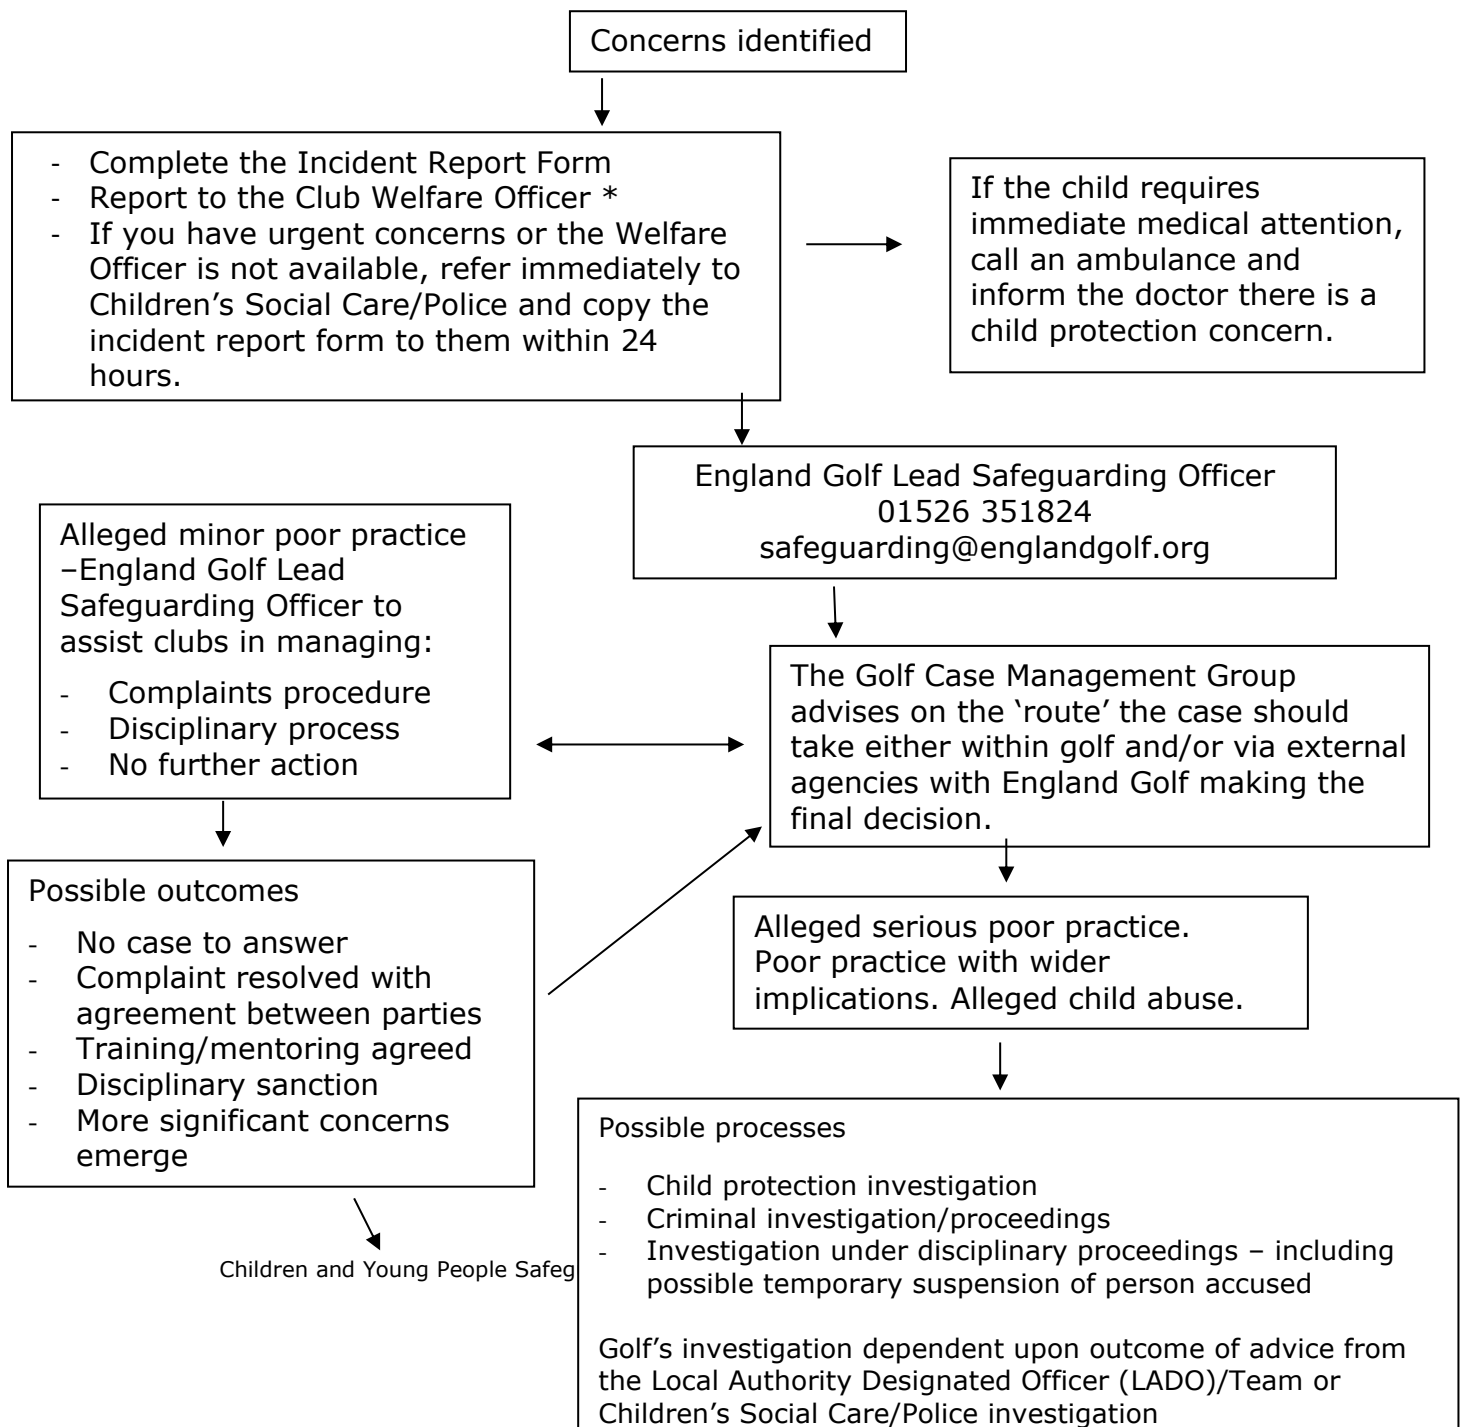 Concerns identified
- Complete the Incident Report Form
- Report to the Club Welfare Officer *
- If you have urgent concerns or the Welfare
Officer is not available, refer immediately to
Children’s Social Care/Police and copy the
incident report form to them within 24
hours.
If the child requires
immediate medical attention,
call an ambulance and
inform the doctor there is a
child protection concern.
England Golf Lead Safeguarding Officer
01526 351824
safeguarding@englandgolf.org
Alleged minor poor practice
–England Golf Lead
Safeguarding Officer to
assist clubs in managing:
- Complaints procedure
- Disciplinary process
- No further action
The Golf Case Management Group
advises on the ‘route’ the case should
take either within golf and/or via external
agencies with England Golf making the
final decision.
Possible outcomes
- No case to answer
- Complaint resolved with
agreement between parties
- Training/mentoring agreed
- Disciplinary sanction
- More significant concerns
emerge
Alleged serious poor practice.
Poor practice with wider
implications. Alleged child abuse.
Possible processes
- Child protection investigation
- Criminal investigation/proceedings
- Investigation under disciplinary proceedings – including
possible temporary suspension of person accused
Golf’s investigation dependent upon outcome of advice from
the Local Authority Designated Officer (LADO)/Team or
Children’s Social Care/Police investigation
Children and Young People Safeg